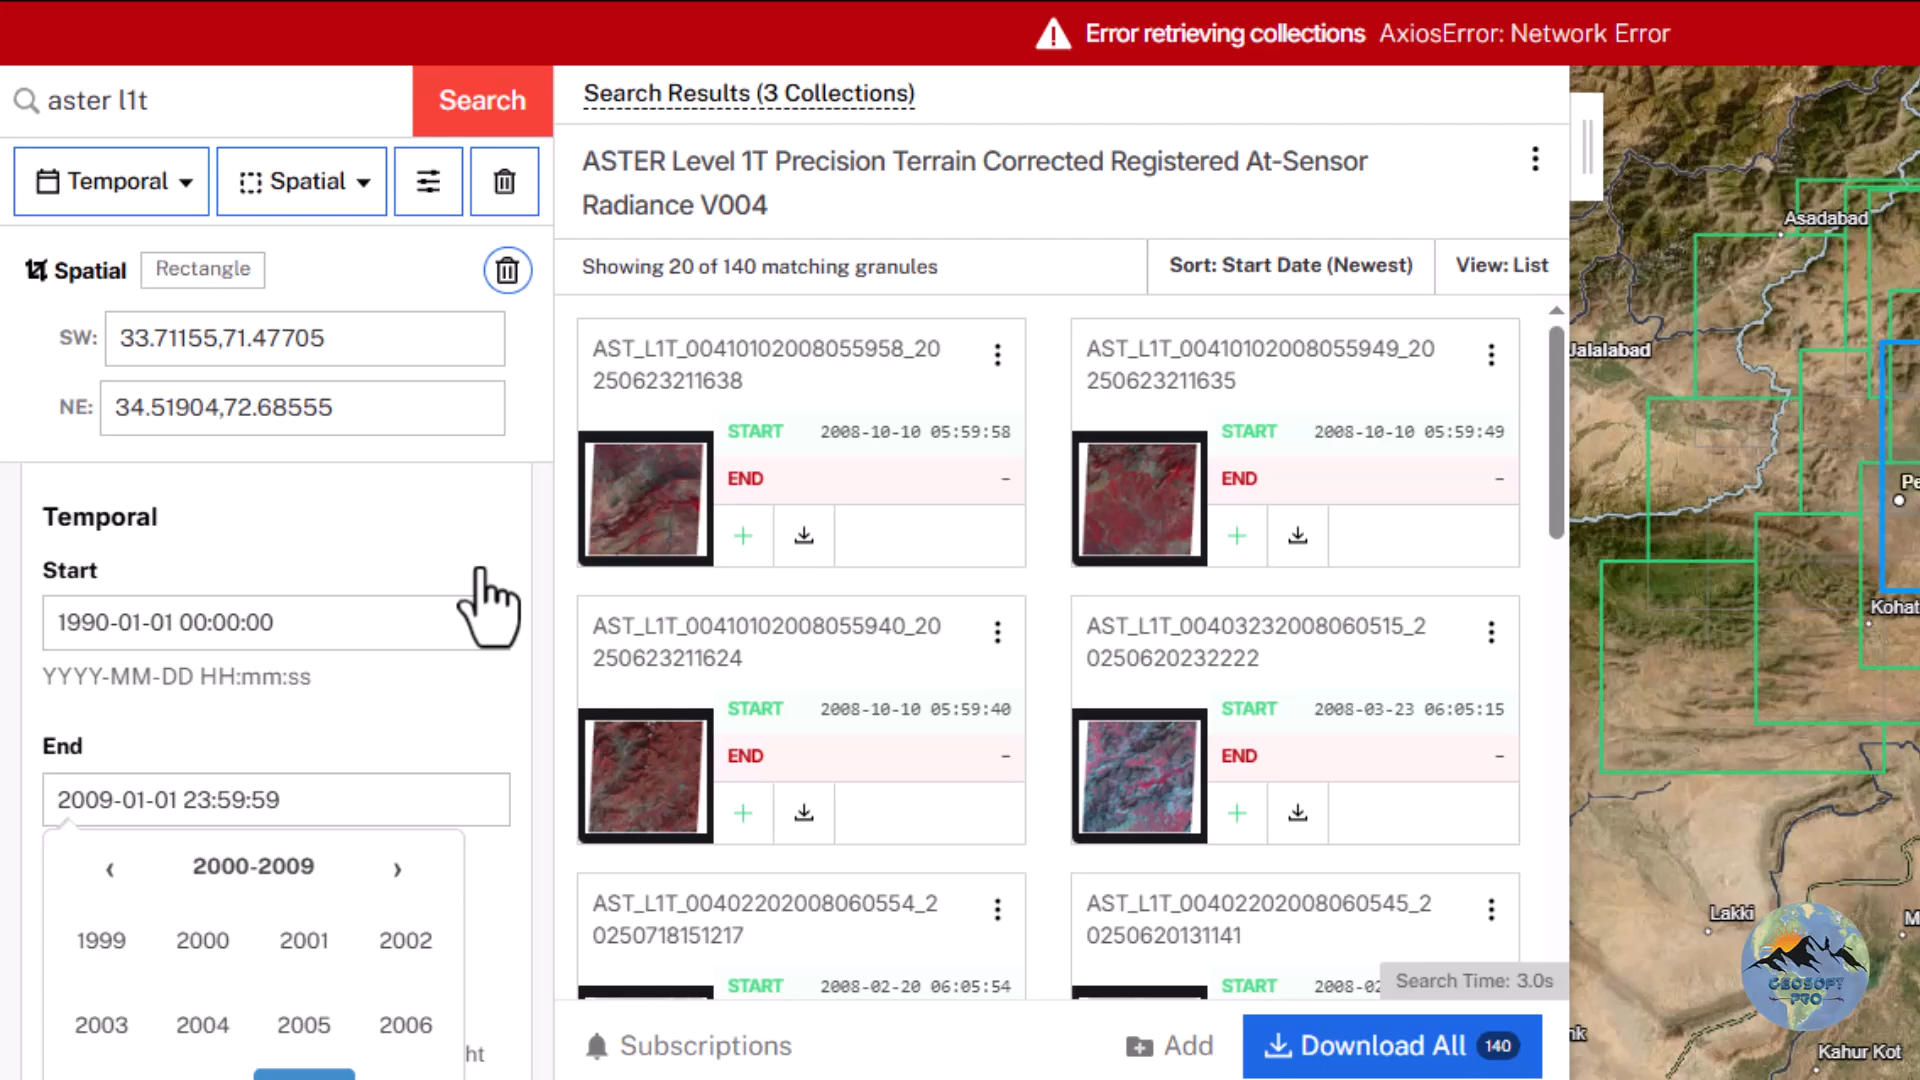 Error retrieving collections AxiosError: Network Error
aster l1t
Search
Temporal
Spatial
Spatial
Rectangle
SW:
33.71155,71.47705
NE:
34.51904,72.68555
Temporal
Start
1990-01-01 00:00:00
YYYY-MM-DD HH:mm:ss
End
2009-01-01 23:59:59
‹ 2000-2009 ›
1999 2000 2001 2002
2003 2004 2005 2006
ht
Search Results (3 Collections)
ASTER Level 1T Precision Terrain Corrected Registered At-Sensor
Radiance V004
Showing 20 of 140 matching granules
Sort: Start Date (Newest)
View: List
AST_L1T_00410102008055958_20
250623211638
START 2008-10-10 05:59:58
END –
AST_L1T_00410102008055949_20
250623211635
START 2008-10-10 05:59:49
END –
AST_L1T_00410102008055940_20
250623211624
START 2008-10-10 05:59:40
END –
AST_L1T_00403232008060515_2
0250620232222
START 2008-03-23 06:05:15
END –
AST_L1T_00402202008060554_2
0250718151217
START 2008-02-20 06:05:54
AST_L1T_00402202008060545_2
0250620131141
START 2008-02
Search Time: 3.0s
Subscriptions
Add
Download All 140
Asadabad
Jalalabad
Pe
Kohat
Lakki
M
nk
Kahur Kot
GEOSOFT
PRO